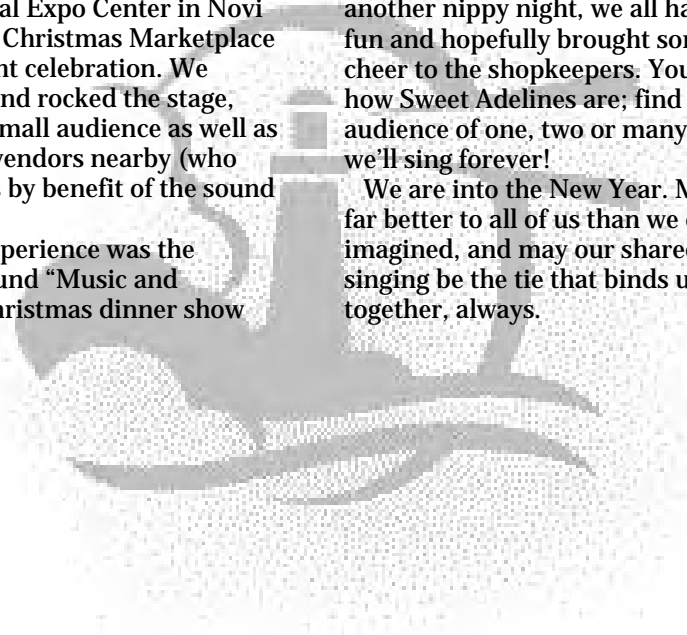 al Expo Center in Novi
Christmas Marketplace
nt celebration. We
nd rocked the stage,
mall audience as well as
vendors nearby (who
s by benefit of the sound
perience was the
und “Music and
hristmas dinner show
another nippy night, we all ha
fun and hopefully brought so
cheer to the shopkeepers. You
how Sweet Adelines are; find
audience of one, two or many
we’ll sing forever!
We are into the New Year. M
far better to all of us than we
imagined, and may our shared
singing be the tie that binds u
together, always.